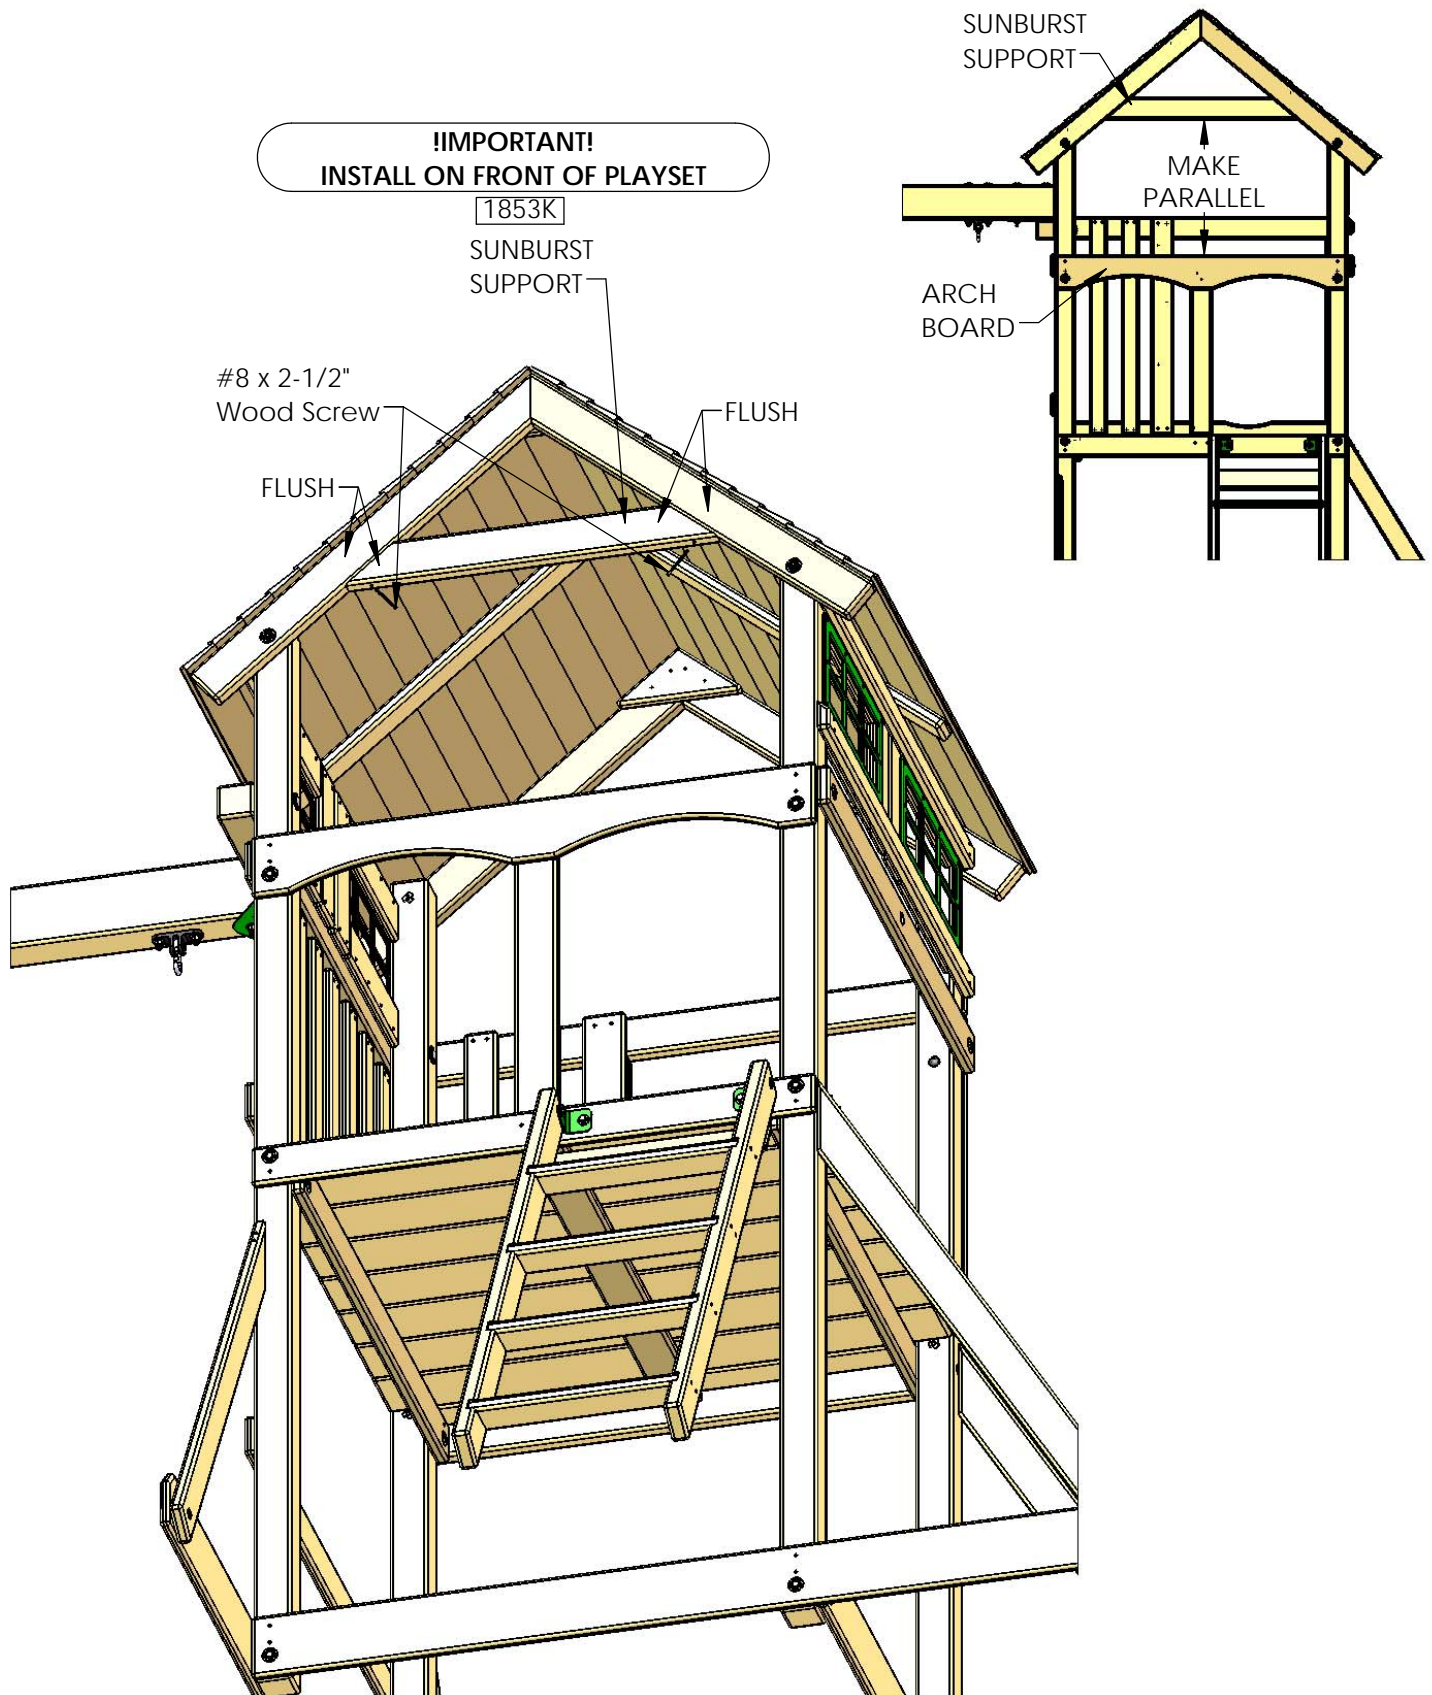 !IMPORTANT!
INSTALL ON FRONT OF PLAYSET
1853K
SUNBURST
SUPPORT
#8 x 2-1/2"
Wood Screw
FLUSH
FLUSH
SUNBURST
SUPPORT
MAKE
PARALLEL
ARCH
BOARD